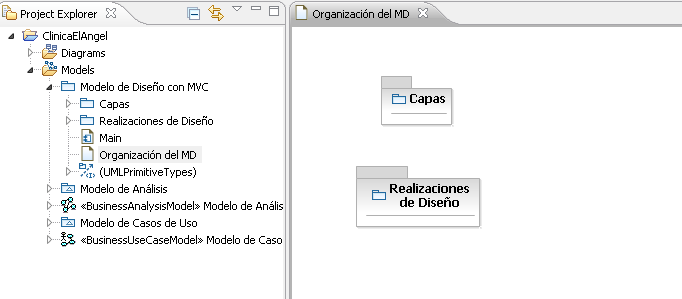 Project Explorer
ClinicaElAngel
Diagrams
Models
Modelo de Diseño con MVC
Capas
Realizaciones de Diseño
Main
Organización del MD
(UMLPrimitiveTypes)
Modelo de Análisis
«BusinessAnalysisModel» Modelo de Anális
Modelo de Casos de Uso
«BusinessUseCaseModel» Modelo de Caso
Organización del MD
Capas
Realizaciones
de Diseño